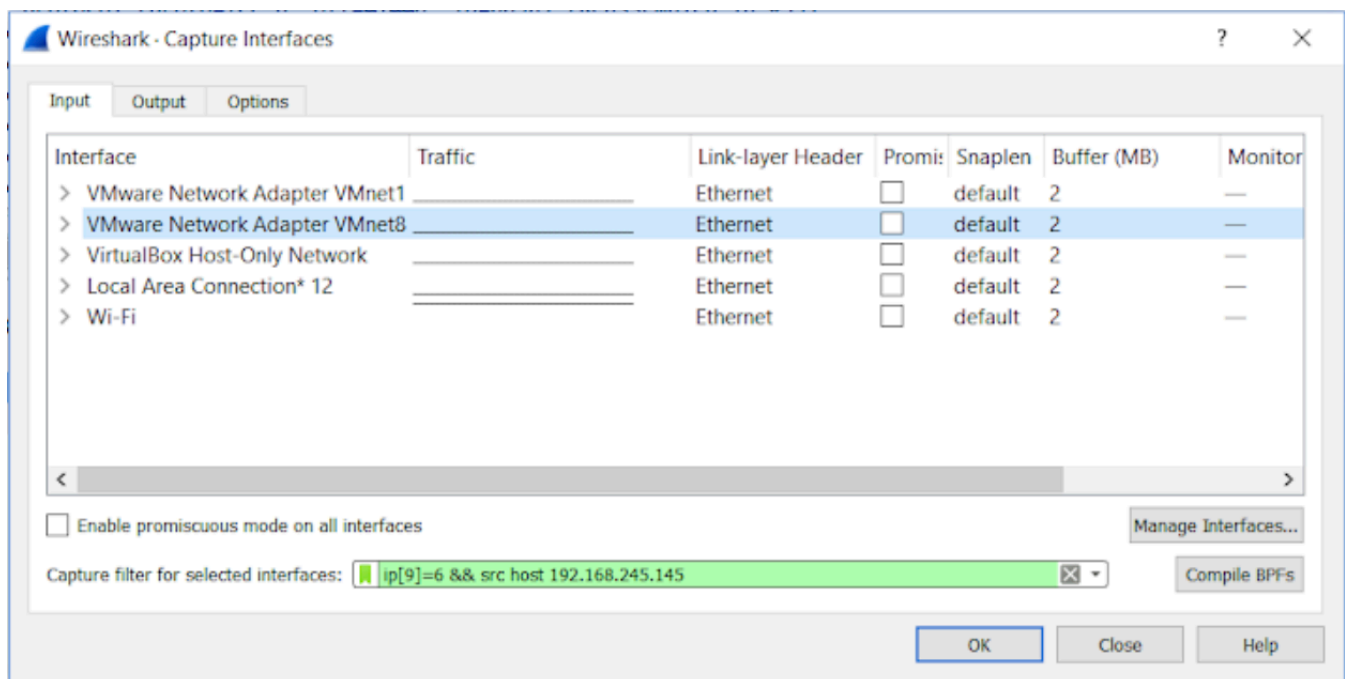 Wireshark - Capture Interfaces ? ×
Input Output Options
Interface Traffic Link-layer Header Promis Snaplen Buffer (MB) Monitor
> VMware Network Adapter VMnet1 Ethernet default 2 —
> VMware Network Adapter VMnet8 Ethernet default 2 —
> VirtualBox Host-Only Network Ethernet default 2 —
> Local Area Connection* 12 Ethernet default 2 —
> Wi-Fi Ethernet default 2 —
Enable promiscuous mode on all interfaces Manage Interfaces...
Capture filter for selected interfaces: ip[9]=6 && src host 192.168.245.145 Compile BPFs
OK Close Help